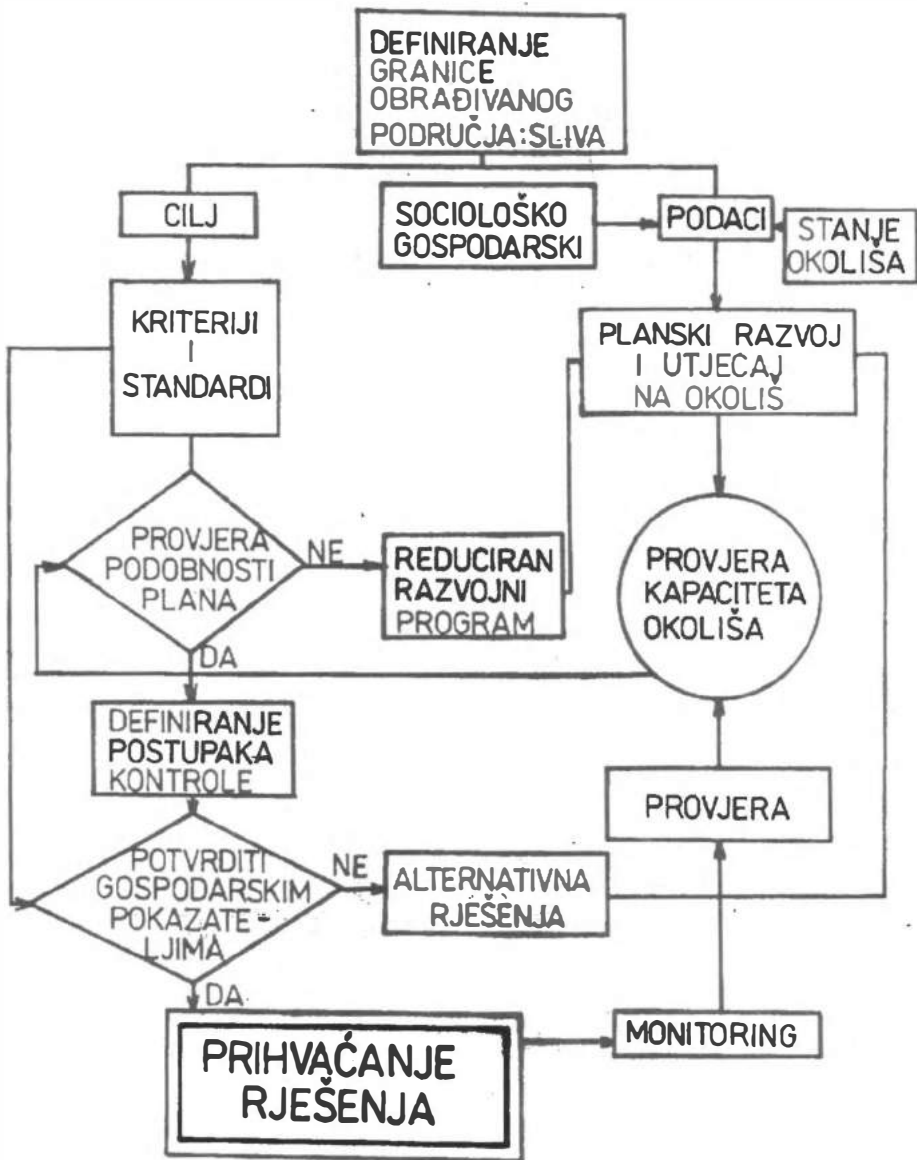 DEFINIRANJE
GRANICE
OBRAĐIVANOG
PODRUČJA:SLIVA
CILJ
SOCIOLOŠKO
GOSPODARSKI
PODACI
STANJE
OKOLIŠA
KRITERIJI
I
STANDARDI
PLANSKI RAZVOJ
I UTJECAJ
NA OKOLIŠ
PROVJERA
PODOBNOSTI
PLANA
NE
REDUCIRAN
RAZVOJNI
PROGRAM
PROVJERA
KAPACITETA
OKOLIŠA
DA
DEFINIRANJE
POSTUPAKA
KONTROLE
PROVJERA
POTVRDITI
GOSPODARSKIM
POKAZATE-
LJIMA
NE
ALTERNATIVNA
RJEŠENJA
DA
PRIHVAĆANJE
RJEŠENJA
MONITORING